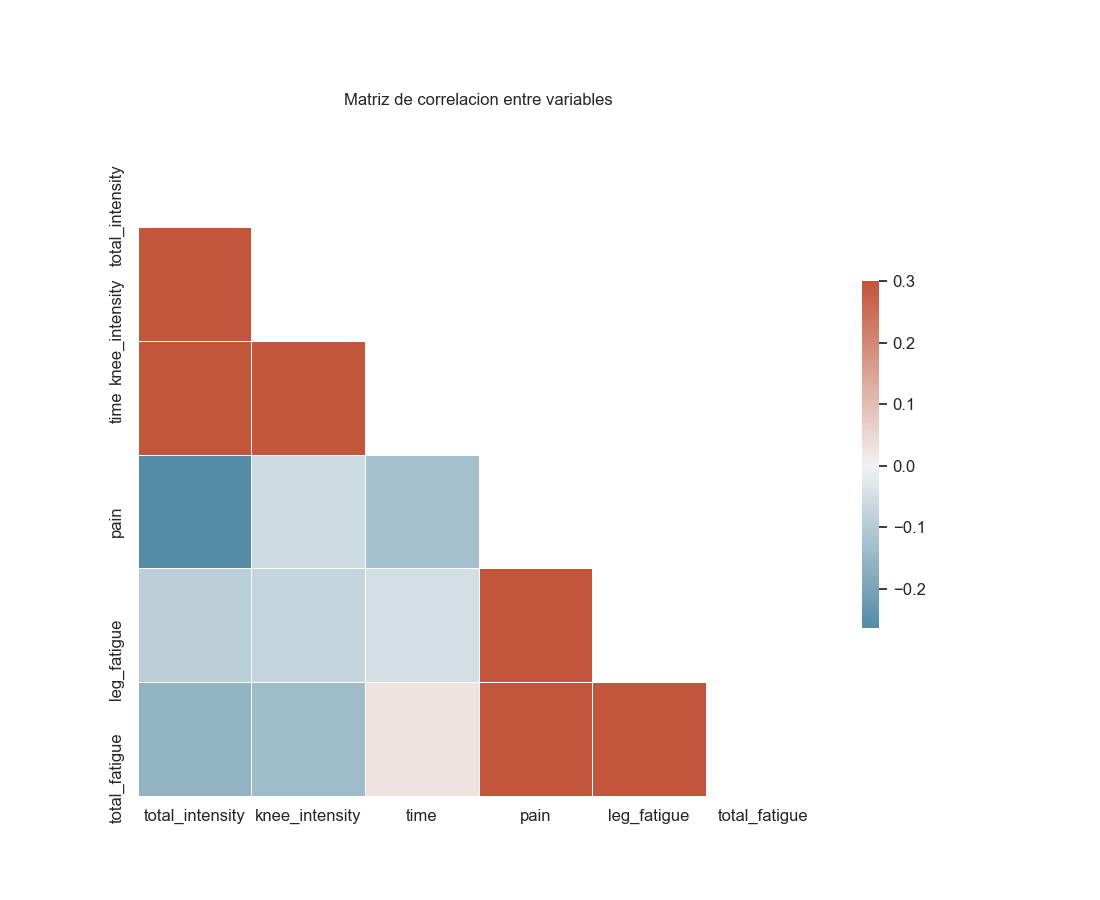 Matriz de correlacion entre variables
total_intensity
knee_intensity
time
pain
leg_fatigue
total_fatigue
total_intensity knee_intensity time pain leg_fatigue total_fatigue
0.3
0.2
0.1
0.0
−0.1
−0.2